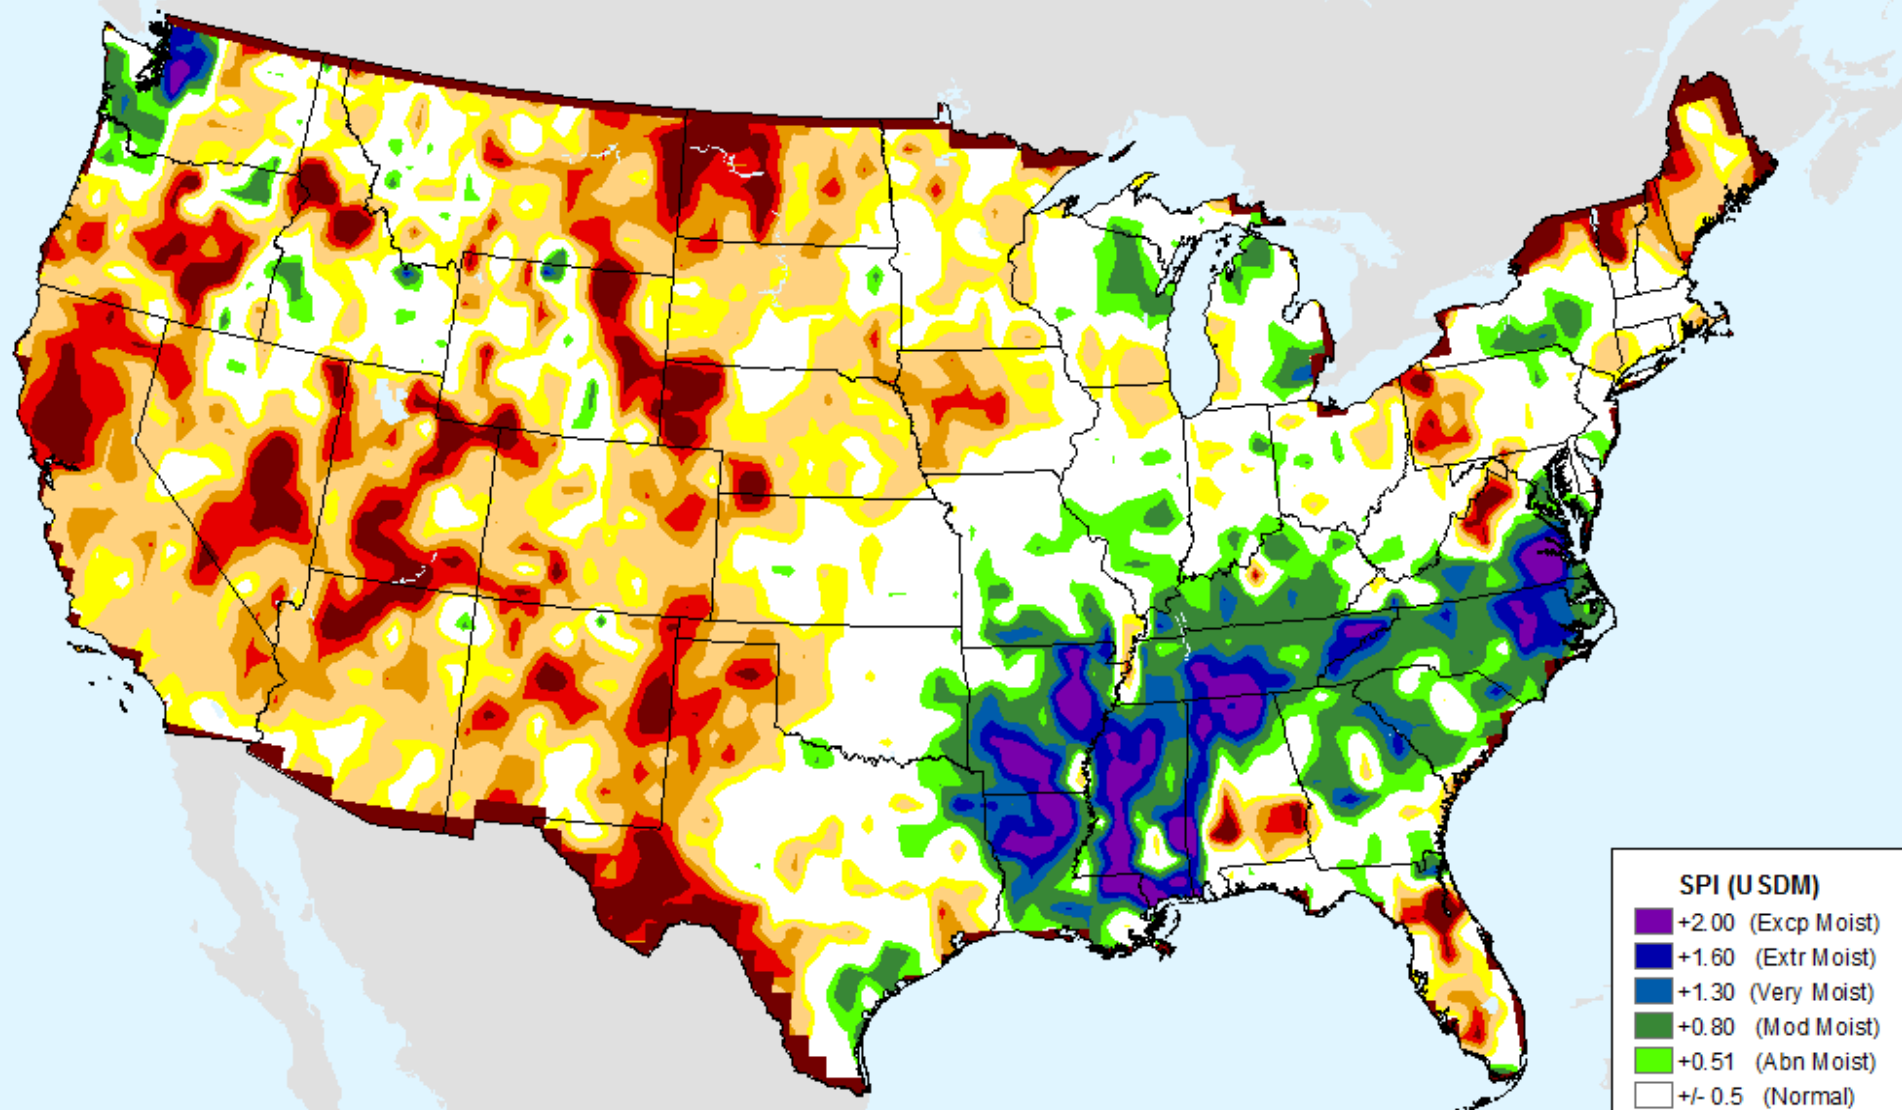 SPI (USDM)
+2.00 (Excp Moist)
+1.60 (Extr Moist)
+1.30 (Very Moist)
+0.80 (Mod Moist)
+0.51 (Abn Moist)
+/- 0.5 (Normal)